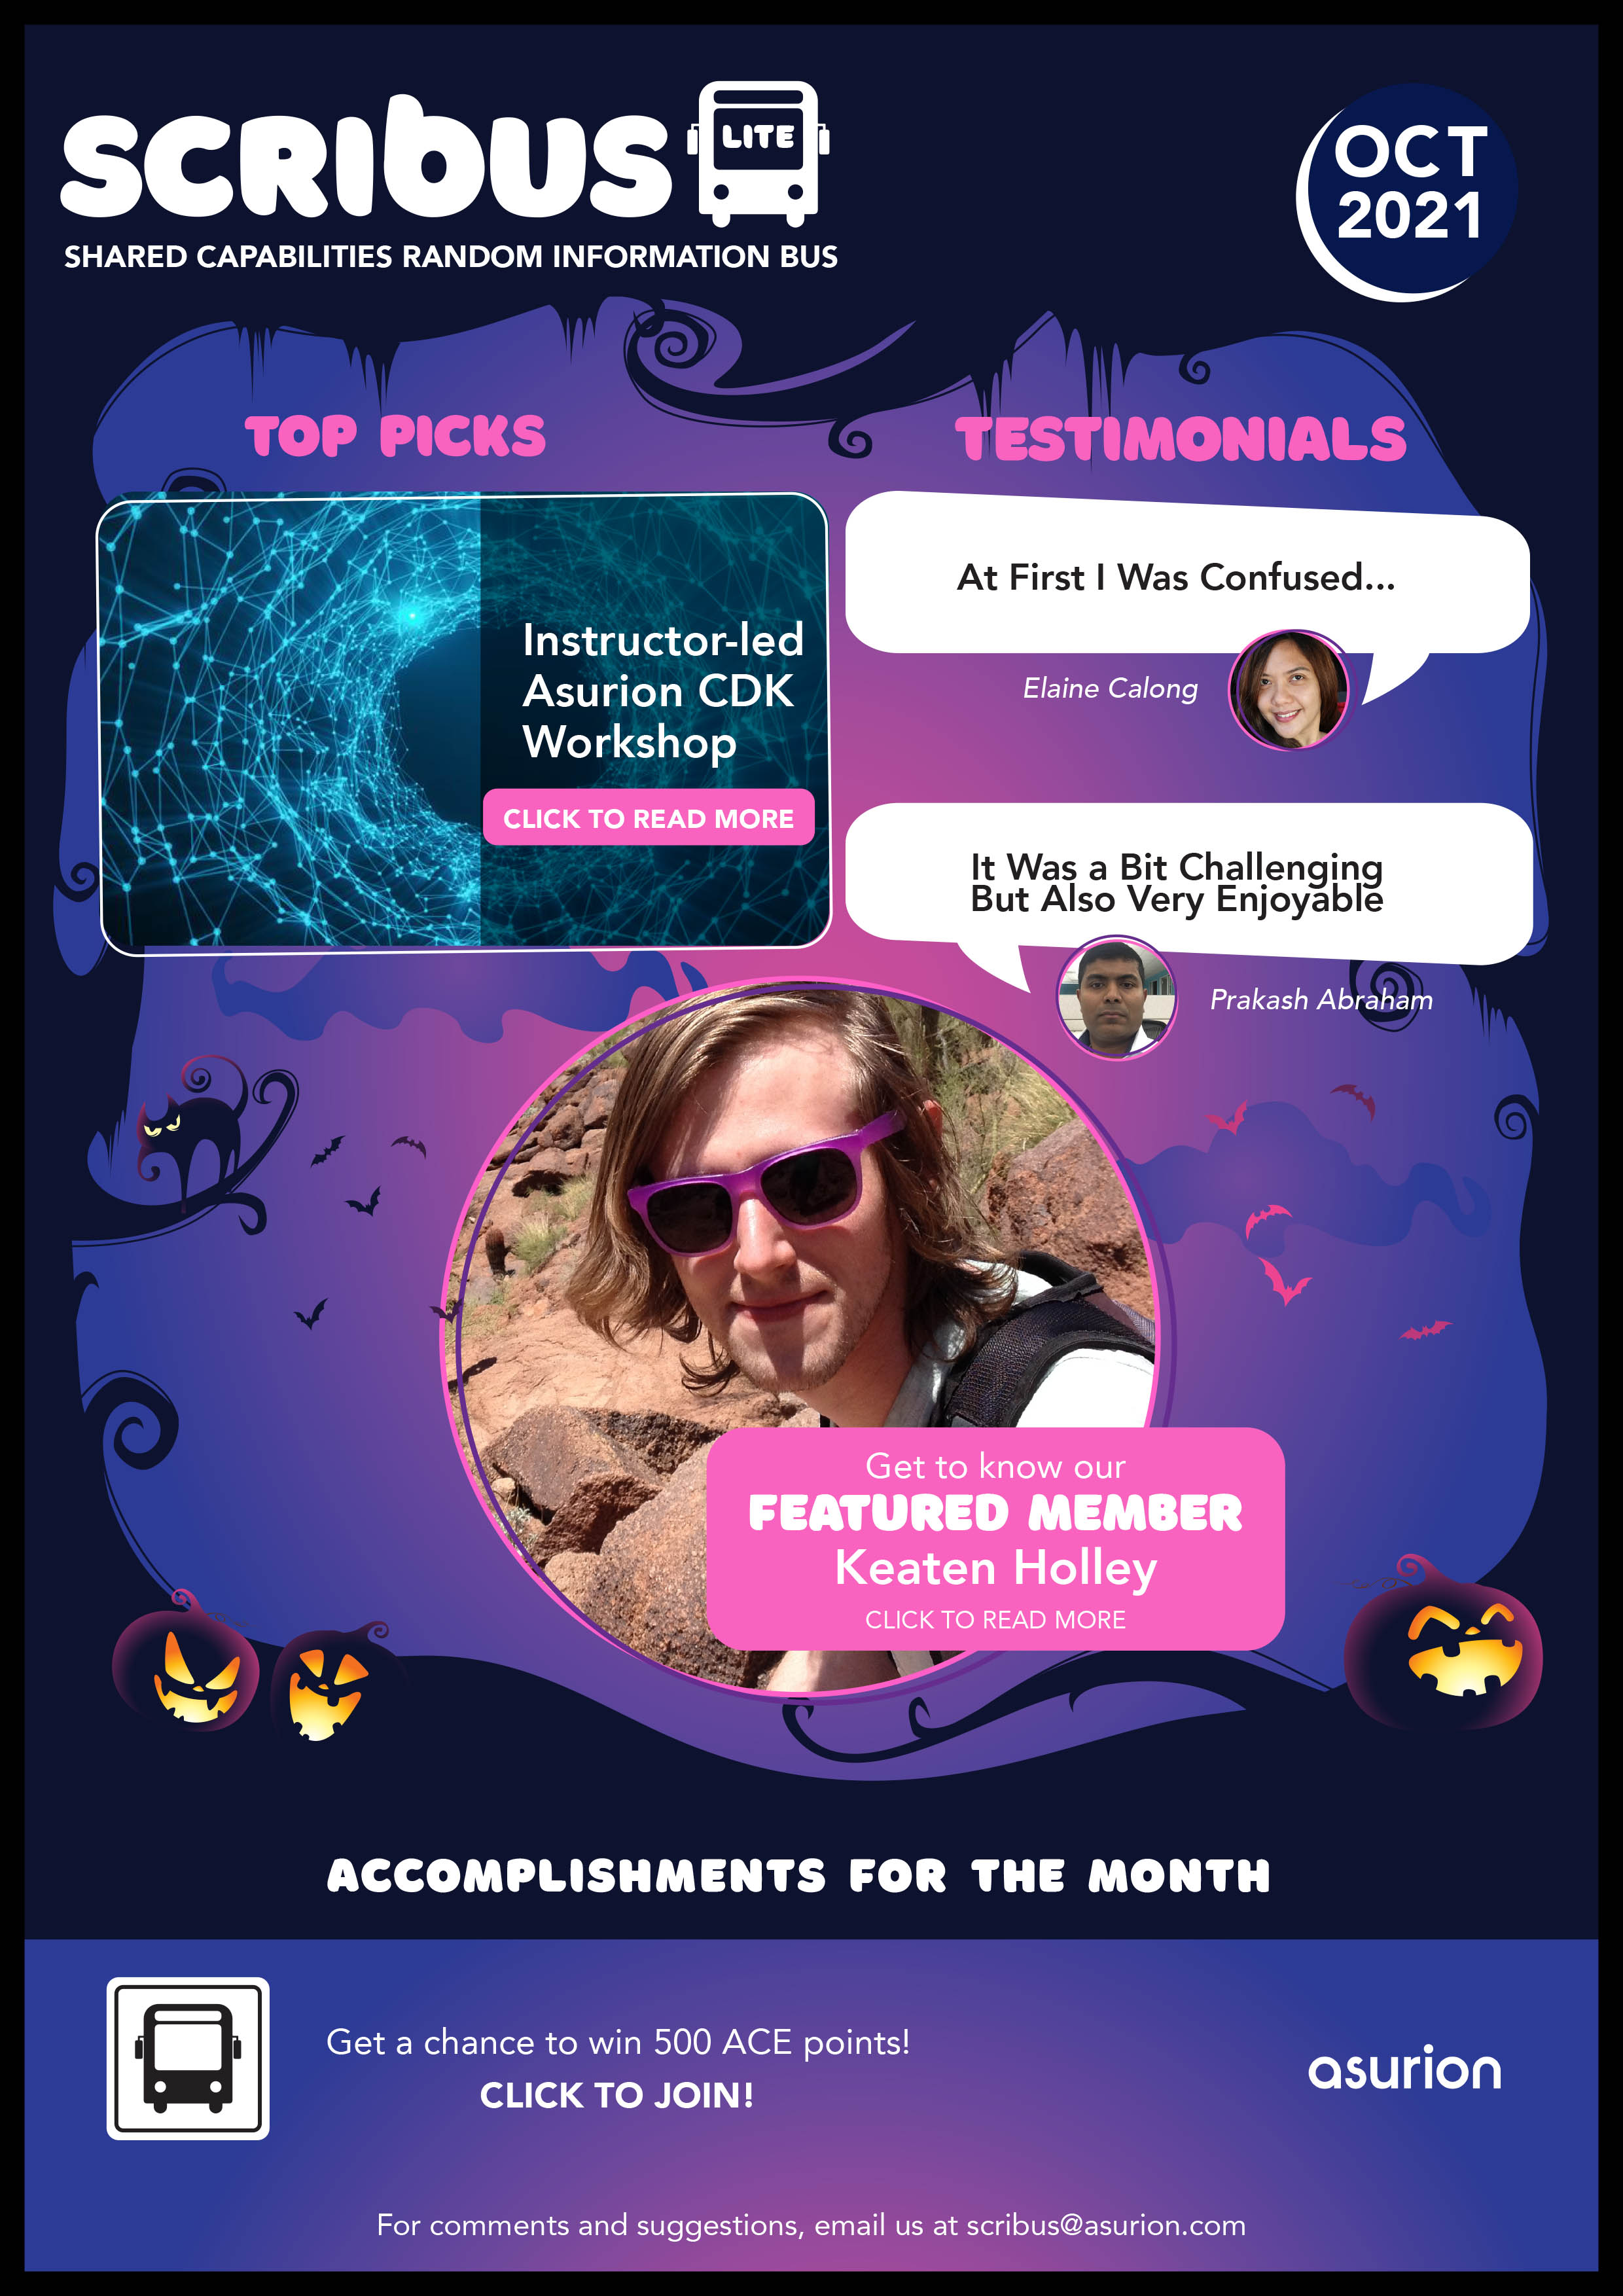 SCRIBUS
LITE
SHARED CAPABILITIES RANDOM INFORMATION BUS
OCT
2021
TOP PICKS
Instructor-led
Asurion CDK
Workshop
CLICK TO READ MORE
TESTIMONIALS
At First I Was Confused...
Elaine Calong
It Was a Bit Challenging
But Also Very Enjoyable
Prakash Abraham
Get to know our
FEATURED MEMBER
Keaten Holley
CLICK TO READ MORE
ACCOMPLISHMENTS FOR THE MONTH
Get a chance to win 500 ACE points!
CLICK TO JOIN!
asurion
For comments and suggestions, email us at scribus@asurion.com